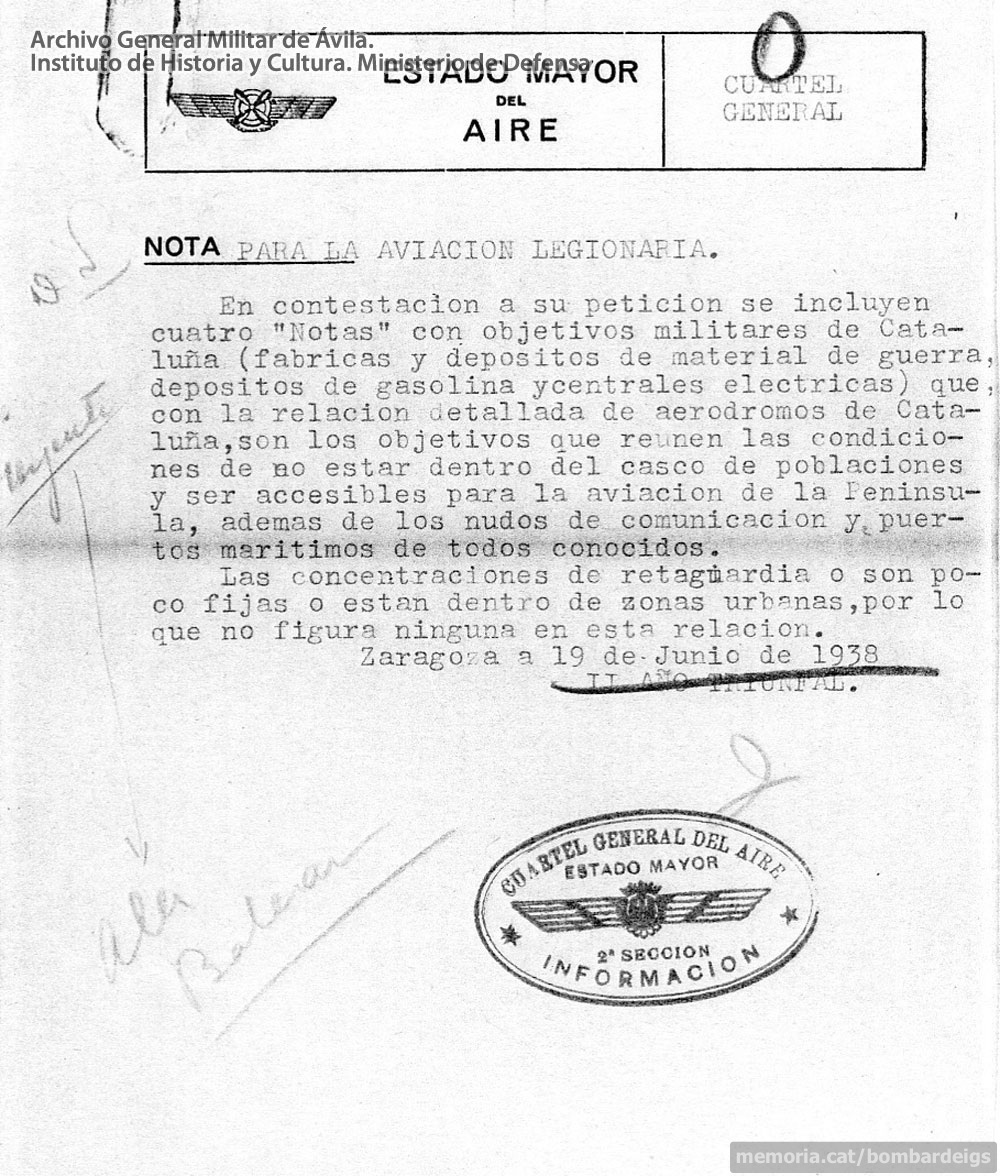 Archivo General Militar de Ávila.
Instituto de Historia y Cultura. Ministerio de Defensa
ESTADO MAYOR
DEL
AIRE
CUARTEL
GENERAL
NOTA PARA LA AVIACION LEGIONARIA.
En contestacion a su peticion se incluyen
cuatro "Notas" con objetivos militares de Cata-
luña (fabricas y depositos de material de guerra,
depositos de gasolina ycentrales electricas) que,
con la relacion detallada de aerodromos de Cata-
luña,son los objetivos que reunen las condicio-
nes de no estar dentro del casco de poblaciones
y ser accesibles para la aviacion de la Peninsu-
la, ademas de los nudos de comunicacion y puer-
tos maritimos de todos conocidos.
Las concentraciones de retaguardia o son po-
co fijas o estan dentro de zonas urbanas,por lo
que no figura ninguna en esta relacion.
Zaragoza a 19 de Junio de 1938
II AÑO TRIUNFAL.
urgente
CUARTEL GENERAL DEL AIRE
ESTADO MAYOR
2ª SECCION
INFORMACION
memoria.cat/bombardeigs